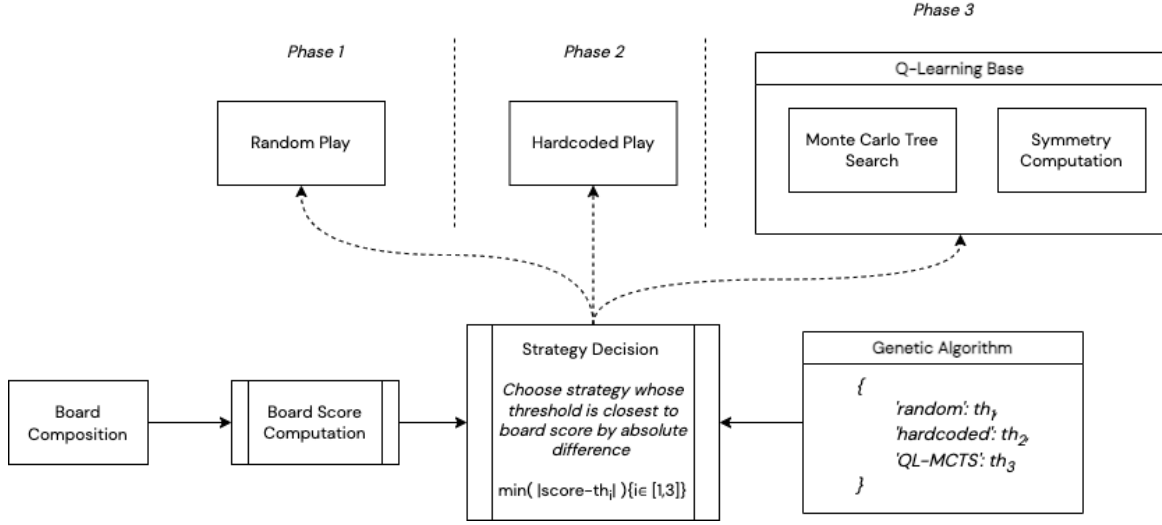 Phase 3
Phase 1
Phase 2
Q-Learning Base
Random Play
Hardcoded Play
Monte Carlo Tree
Search
Symmetry
Computation
Strategy Decision
Choose strategy whose
threshold is closest to
board score by absolute
difference
min( |score-thᵢ| ){i∈ [1,3]}
Board
Composition
Board Score
Computation
Genetic Algorithm
{
'random': th₁,
'hardcoded': th₂,
'QL-MCTS': th₃
}